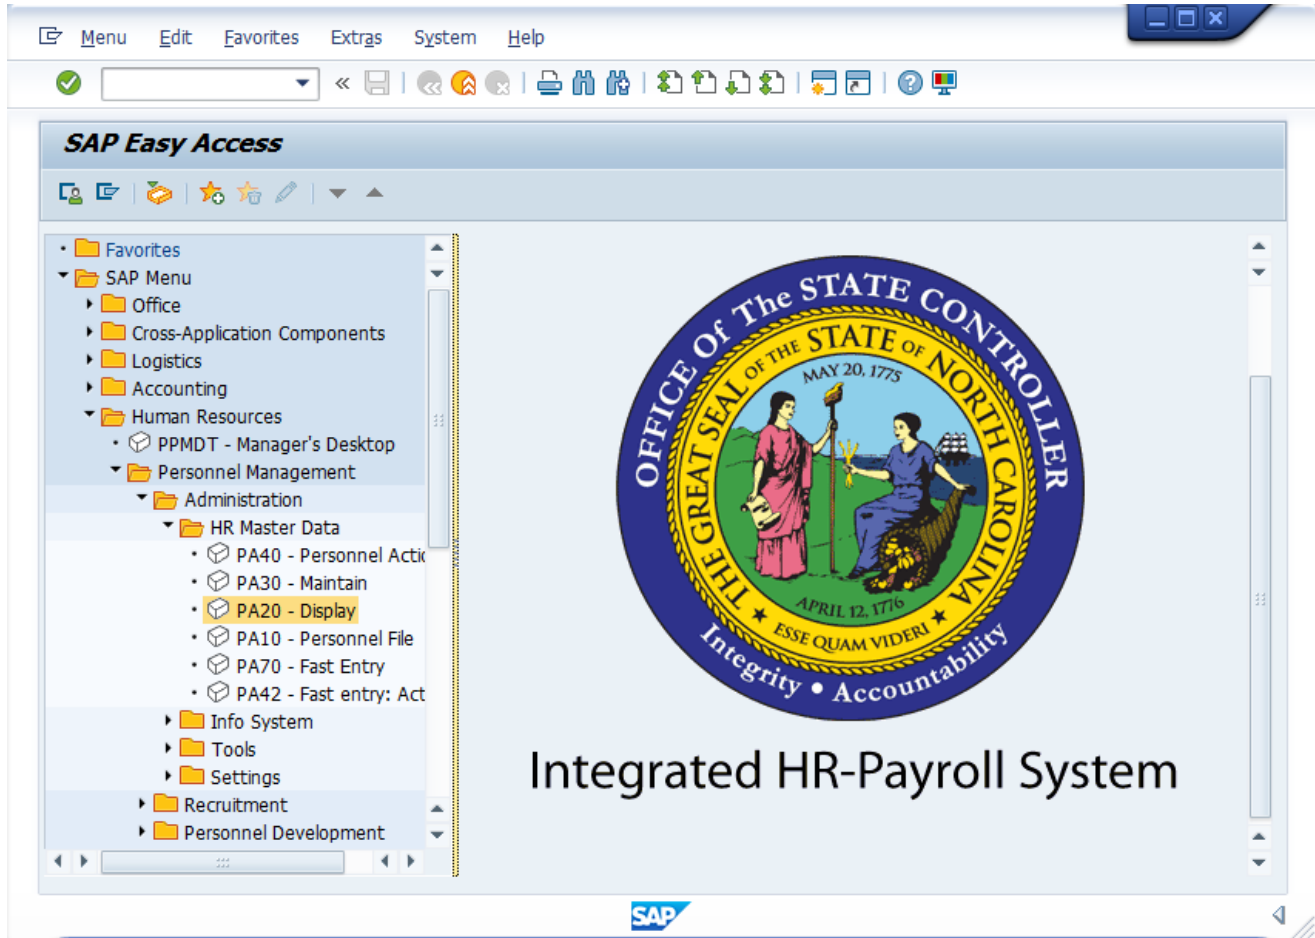 Menu Edit Favorites Extras System Help
SAP Easy Access
Favorites
SAP Menu
Office
Cross-Application Components
Logistics
Accounting
Human Resources
PPMDT - Manager's Desktop
Personnel Management
Administration
HR Master Data
PA40 - Personnel Actio
PA30 - Maintain
PA20 - Display
PA10 - Personnel File
PA70 - Fast Entry
PA42 - Fast entry: Act
Info System
Tools
Settings
Recruitment
Personnel Development
OFFICE Of The STATE CONTROLLER
THE GREAT SEAL OF THE STATE OF NORTH CAROLINA
MAY 20, 1775
APRIL 12, 1776
ESSE QUAM VIDERI
Integrity • Accountability
Integrated HR-Payroll System
SAP